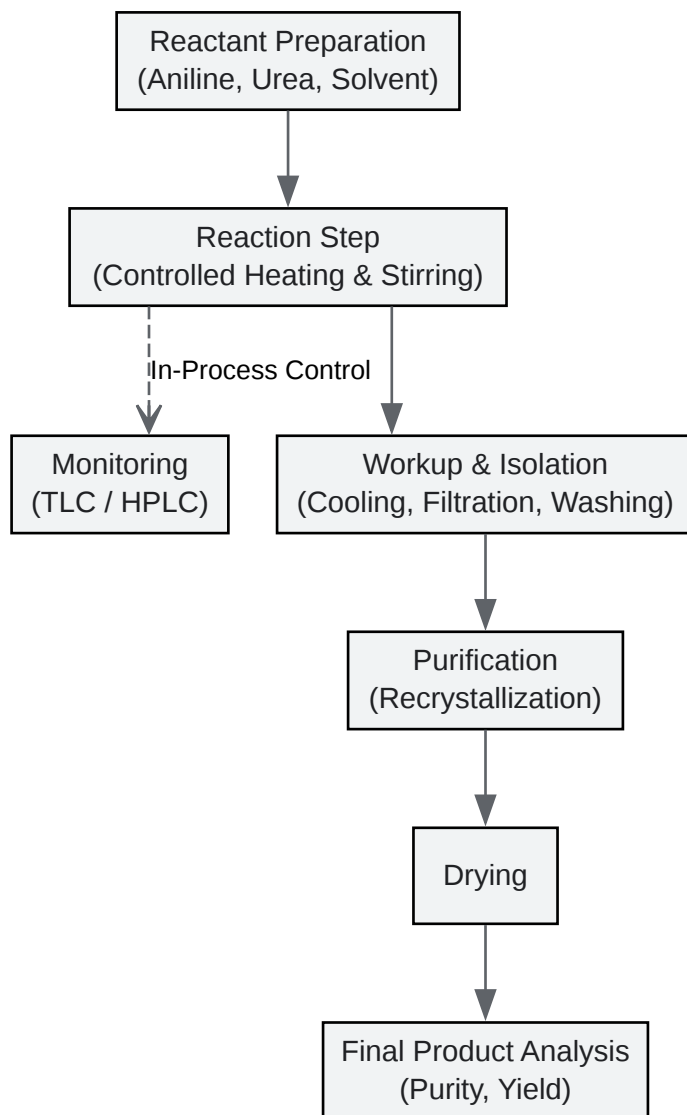 Reactant Preparation
(Aniline, Urea, Solvent)
Reaction Step
(Controlled Heating & Stirring)
In-Process Control
Monitoring
(TLC / HPLC)
Workup & Isolation
(Cooling, Filtration, Washing)
Purification
(Recrystallization)
Drying
Final Product Analysis
(Purity, Yield)